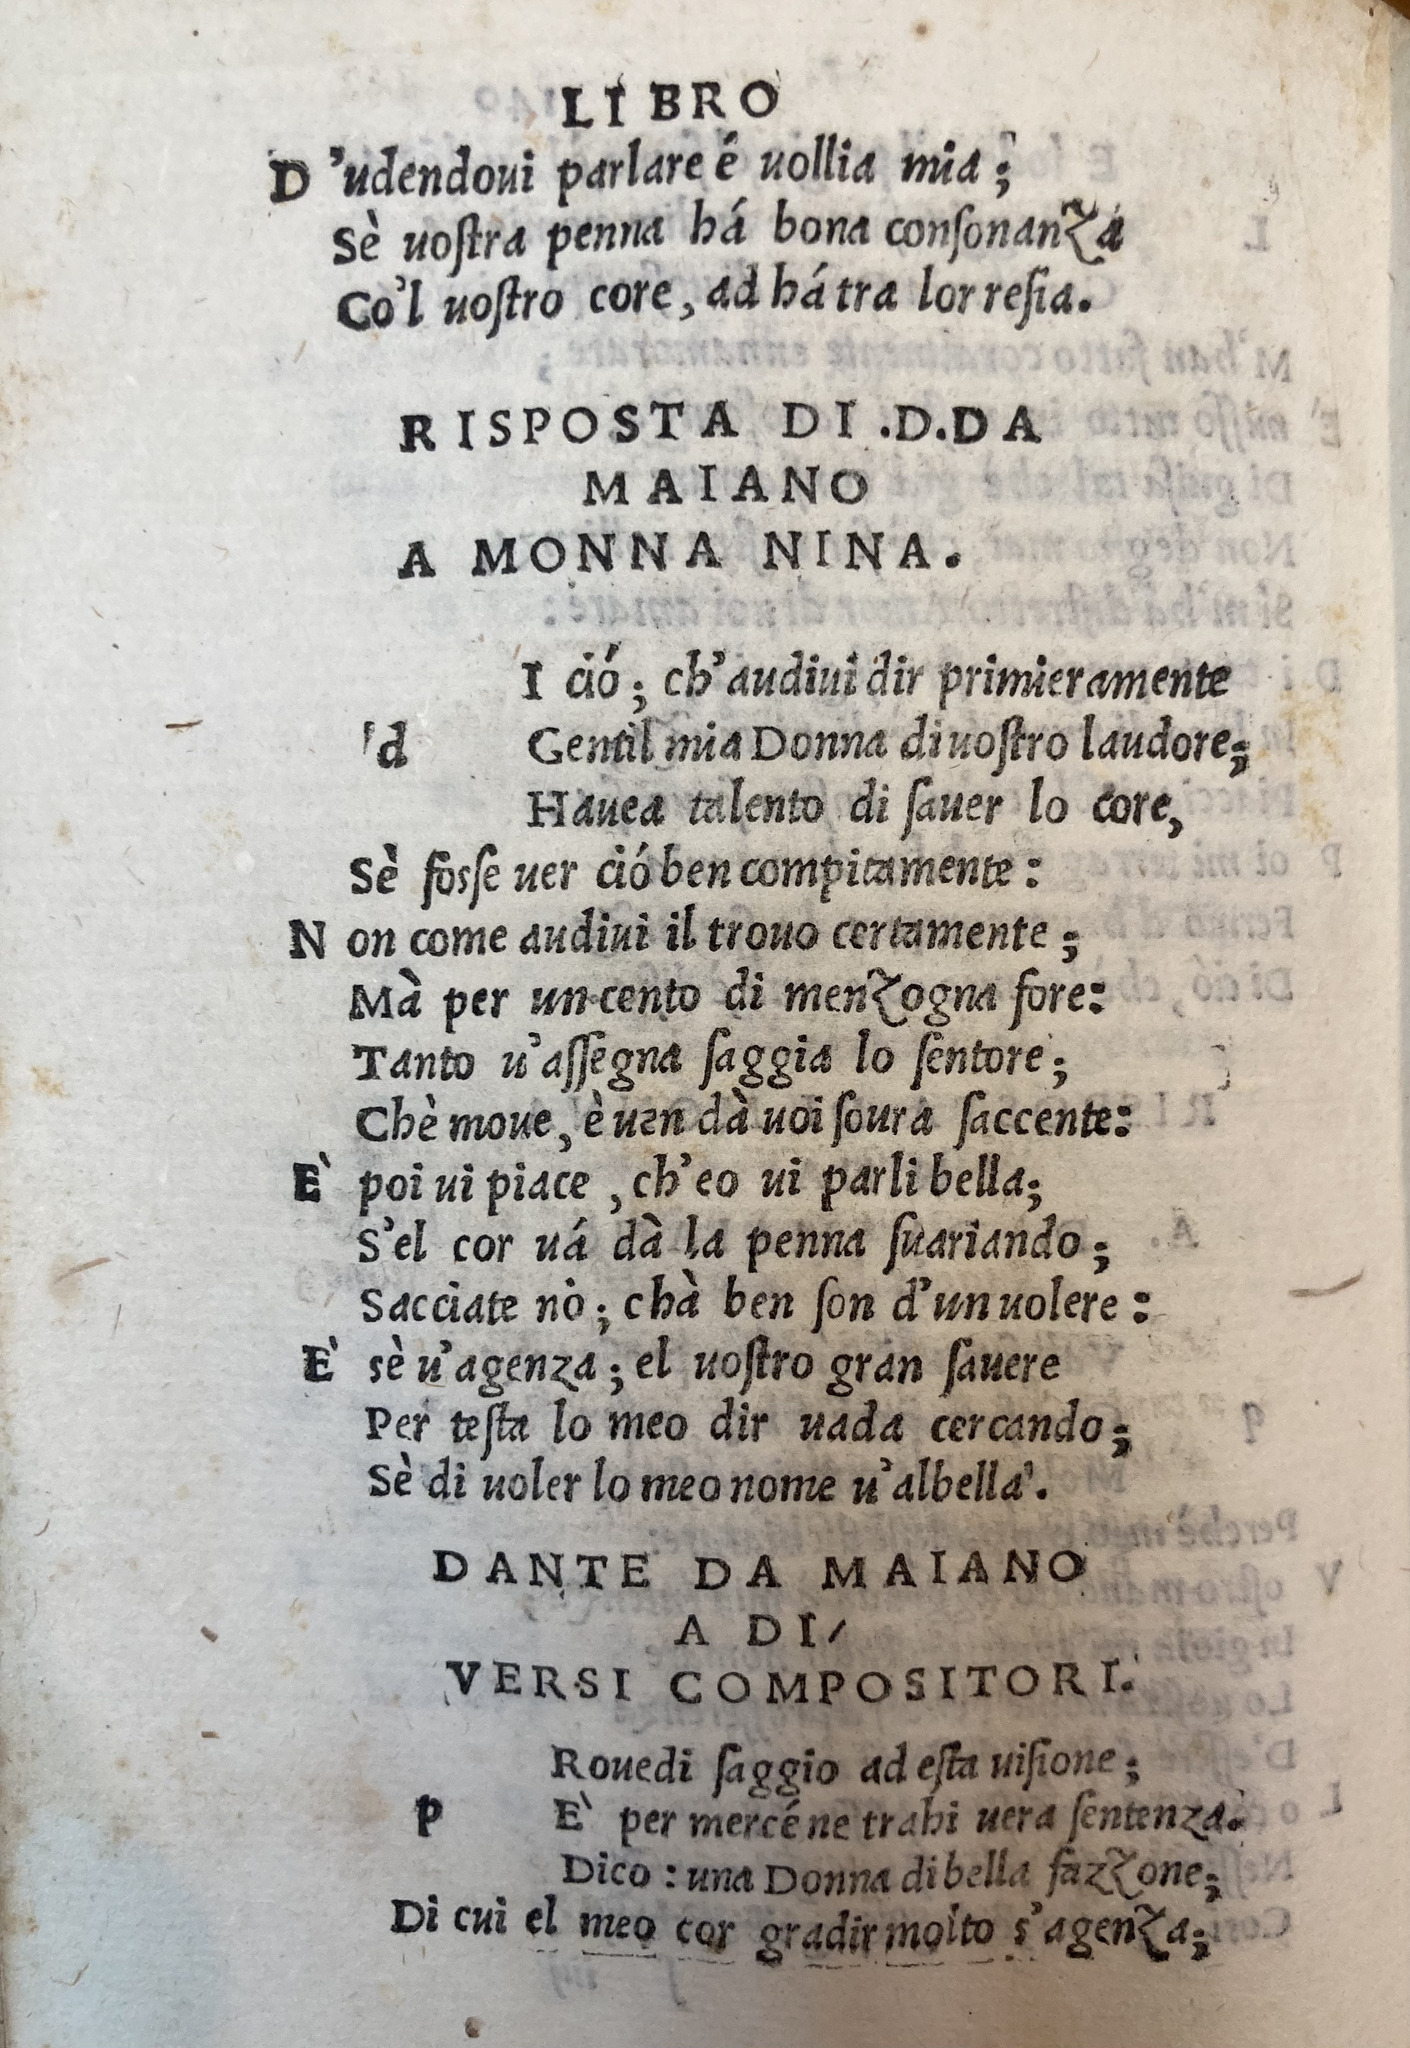 LIBRO
D'udendoui parlare é uollia mia;
Sè uoſtra penna há bona conſonanza
Co'l uoſtro core, ad há tra lor reſia.
RISPOSTA DI .D.DA
MAIANO
A MONNA NINA.
I ció; ch'audiui dir primieramente
d Gentil mia Donna di uoſtro laudore;
Hauea talento di ſauer lo core,
Sè foſſe uer ció ben compitamente:
Non come audiui il trouo certamente;
Mà per un cento di menzogna fore:
Tanto u'aſſegna ſaggia lo ſentore;
Chè moue, è uen dà uoi ſoura ſaccente:
E' poi ui piace, ch'eo ui parli bella;
S'el cor uá dà la penna ſuariando;
Sacciate nò; chà ben ſon d'un uolere:
E' sè u'agenza; el uoſtro gran ſauere
Per teſta lo meo dir uada cercando;
Sè di uoler lo meo nome u'albella'.
DANTE DA MAIANO
A DI/
VERSI COMPOSITORI.
Rouedi ſaggio ad eſta uiſione;
p E' per mercé ne trahi uera ſentenza.
Dico: una Donna di bella fazzone;
Di cui el meo cor gradir molto s'agenza;